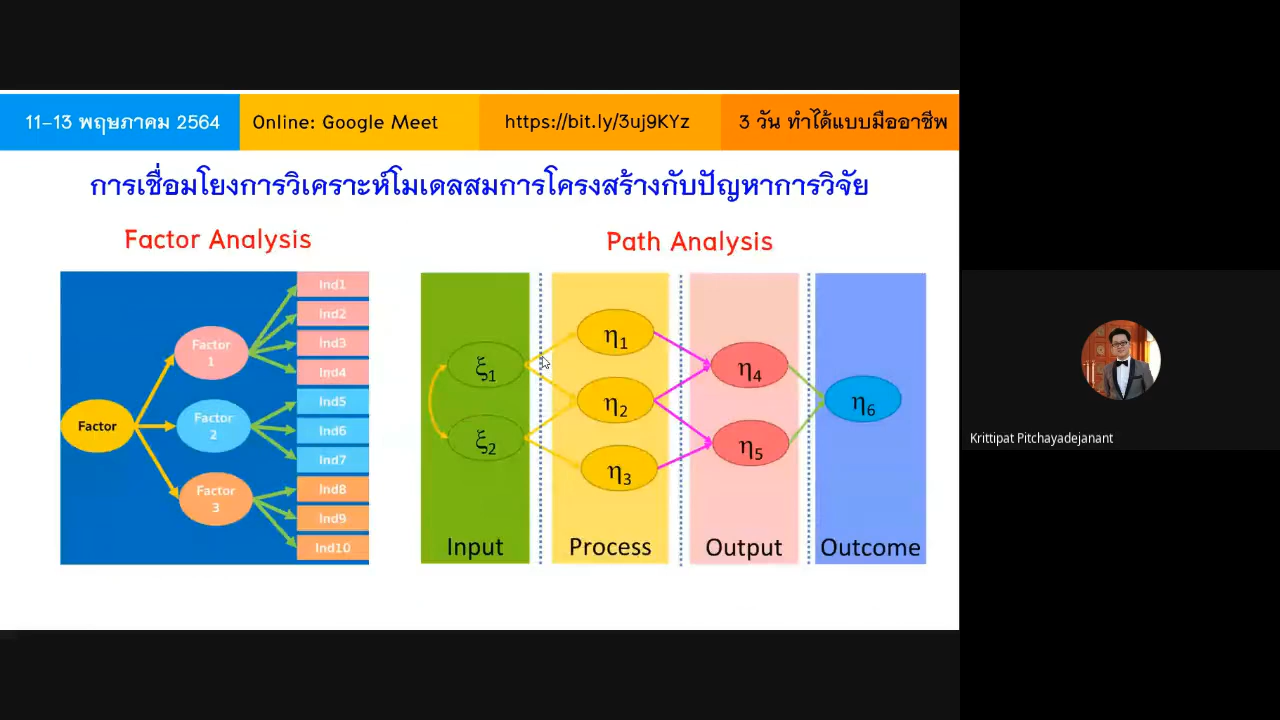 11-13 พฤษภาคม 2564
Online: Google Meet
https://bit.ly/3uj9KYz
3 วัน ทำได้แบบมืออาชีพ
การเชื่อมโยงการวิเคราะห์โมเดลสมการโครงสร้างกับปัญหาการวิจัย
Factor Analysis
Factor
Factor
1
Factor
2
Factor
3
Ind1
Ind2
Ind3
Ind4
Ind5
Ind6
Ind7
Ind8
Ind9
Ind10
Path Analysis
ξ1
ξ2
Input
η1
η2
η3
Process
η4
η5
Output
η6
Outcome
Krittipat Pitchayadejanant